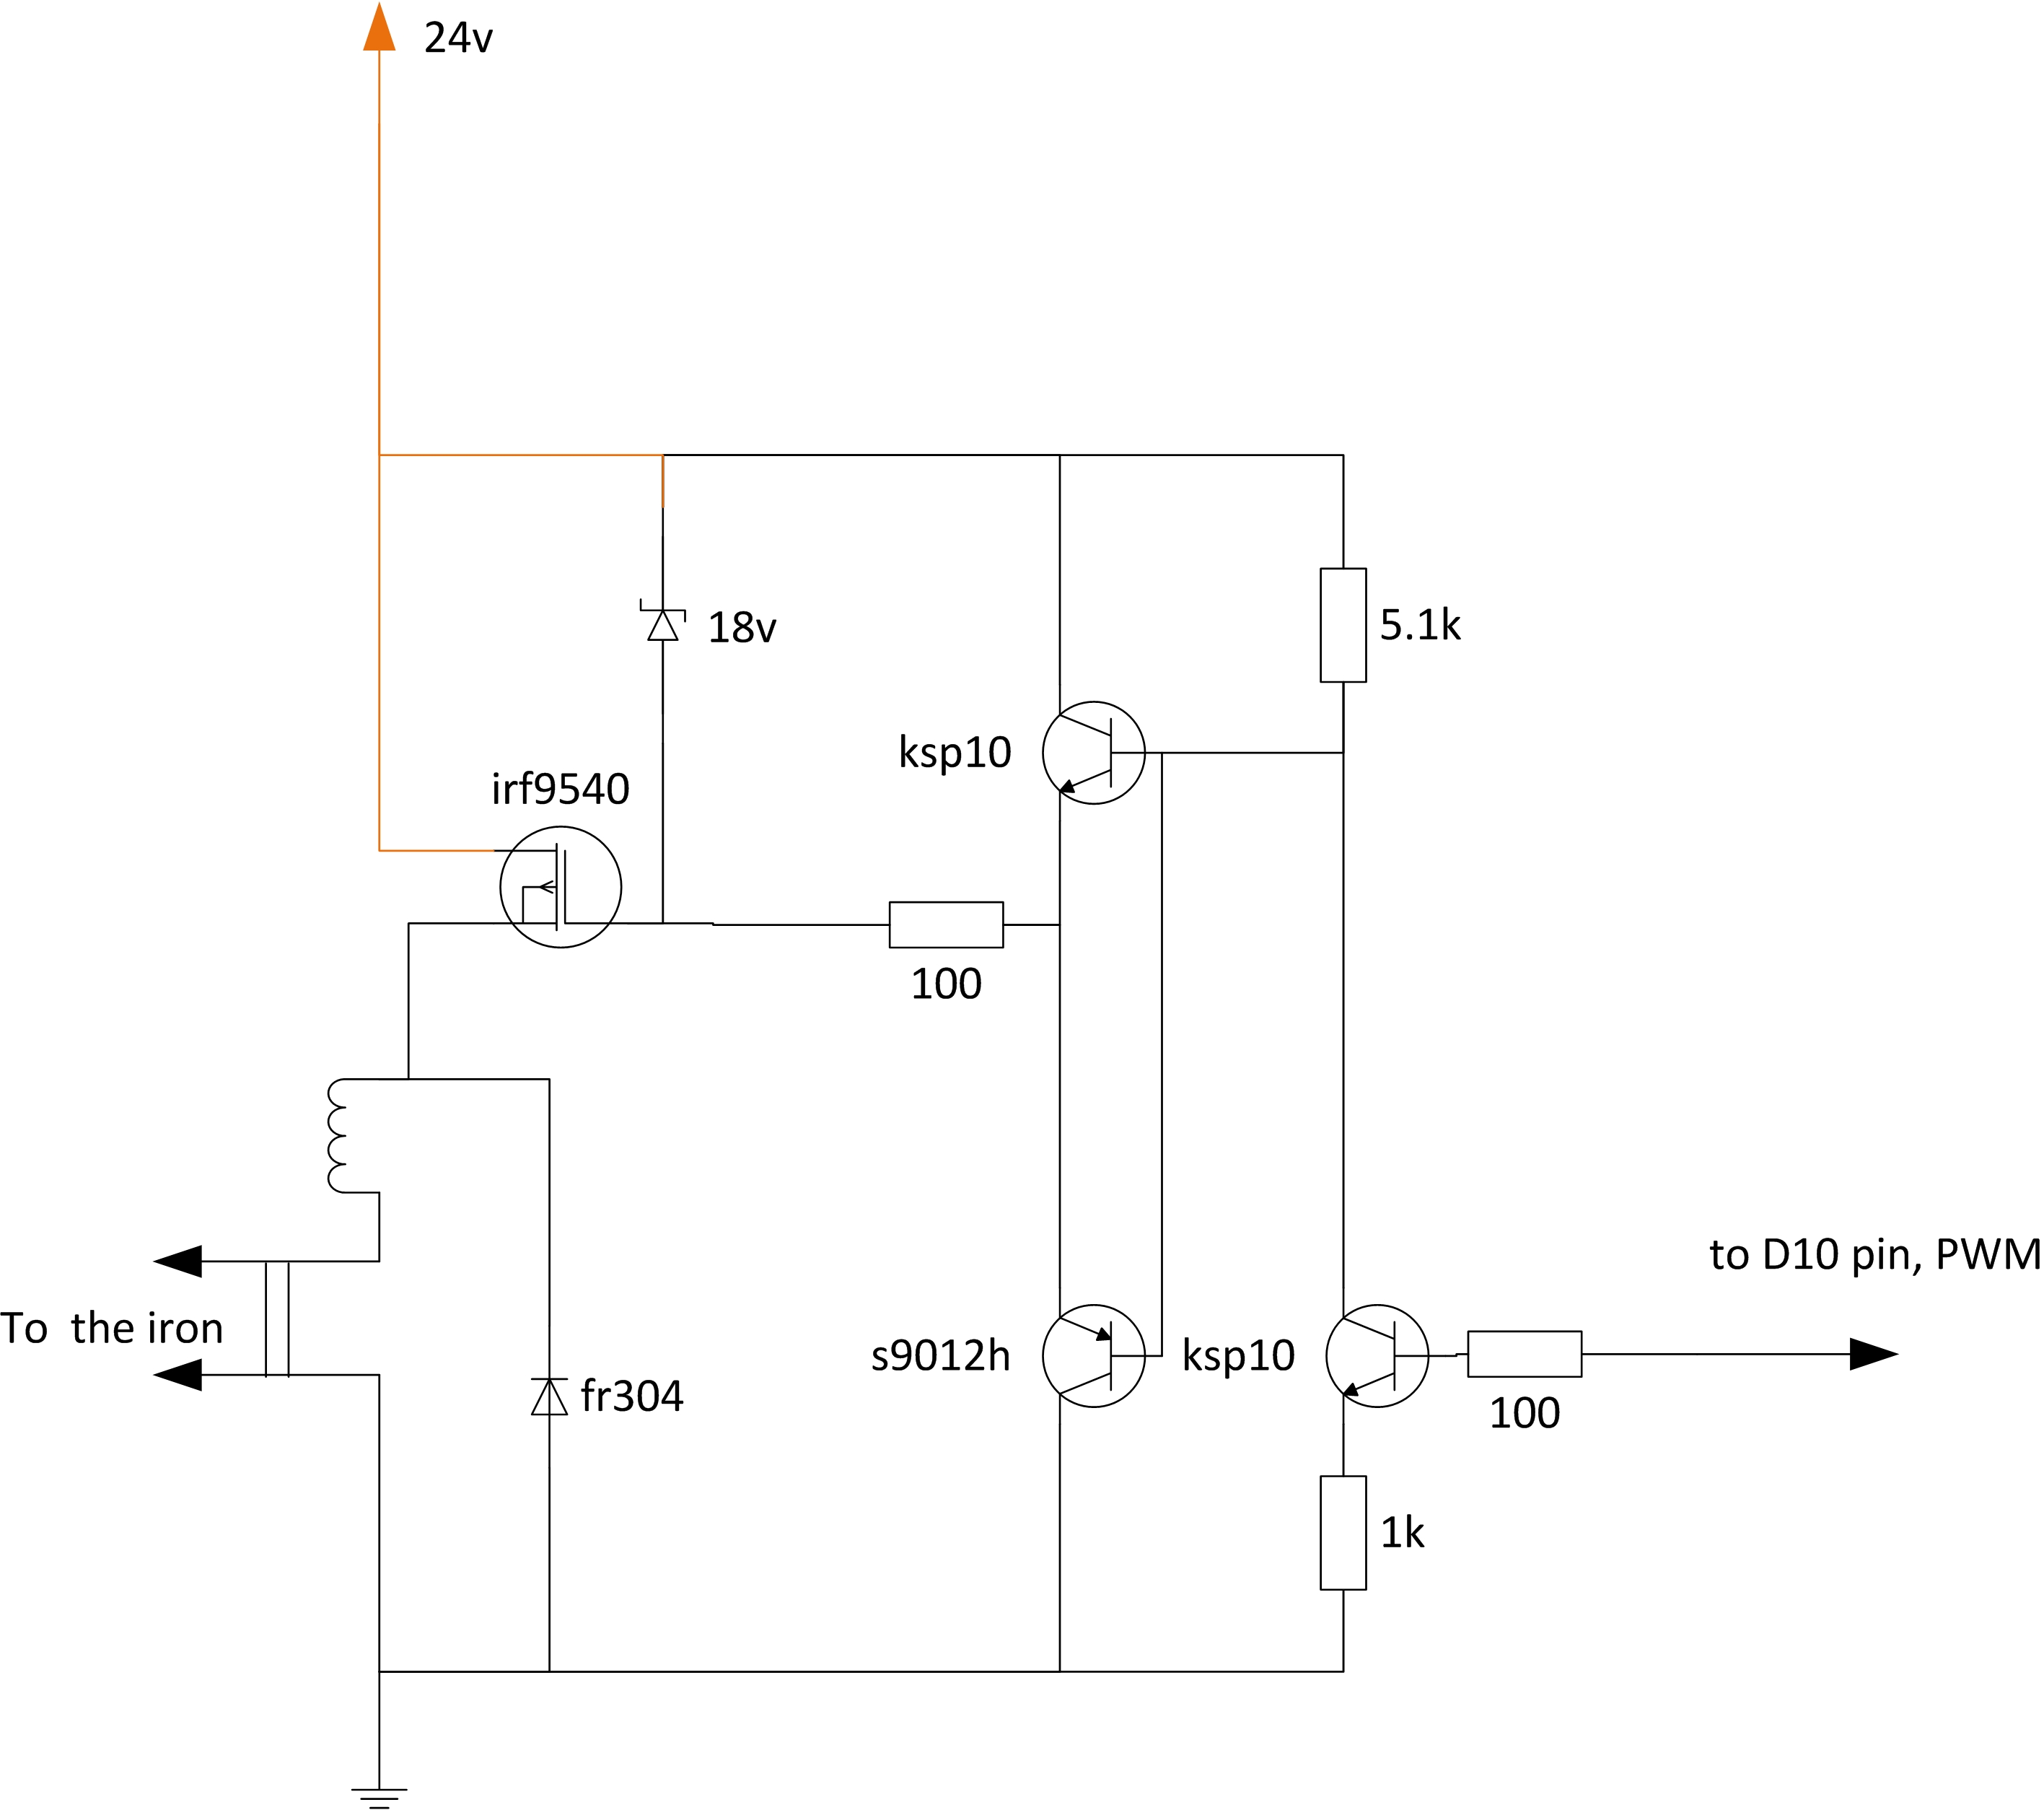 24v
18v
5.1k
ksp10
irf9540
100
to D10 pin, PWM
To  the iron
s9012h
ksp10
fr304
100
1k